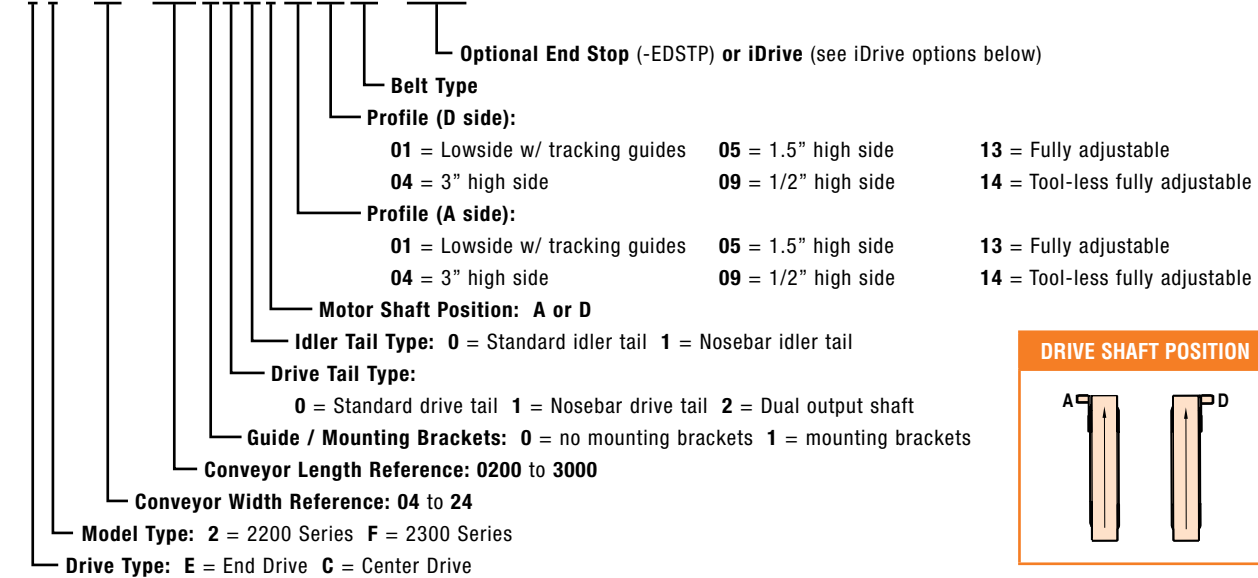 Optional End Stop (-EDSTP) or iDrive (see iDrive options below)
Belt Type
Profile (D side):
01 = Lowside w/ tracking guides 05 = 1.5” high side 13 = Fully adjustable
04 = 3” high side 09 = 1/2” high side 14 = Tool-less fully adjustable
Profile (A side):
01 = Lowside w/ tracking guides 05 = 1.5” high side 13 = Fully adjustable
04 = 3” high side 09 = 1/2” high side 14 = Tool-less fully adjustable
Motor Shaft Position: A or D
Idler Tail Type: 0 = Standard idler tail 1 = Nosebar idler tail
Drive Tail Type:
0 = Standard drive tail 1 = Nosebar drive tail 2 = Dual output shaft
Guide / Mounting Brackets: 0 = no mounting brackets 1 = mounting brackets
Conveyor Length Reference: 0200 to 3000
Conveyor Width Reference: 04 to 24
Model Type: 2 = 2200 Series F = 2300 Series
Drive Type: E = End Drive C = Center Drive
DRIVE SHAFT POSITION
A D